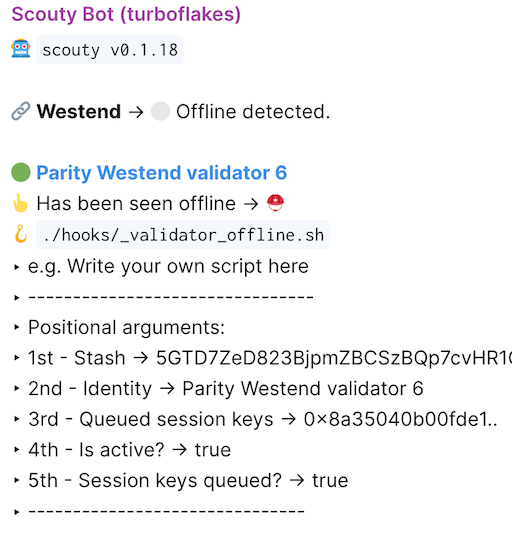 Scouty Bot (turboflakes)
🤖 scouty v0.1.18
🔗 Westend → ⚪ Offline detected.
🟢 Parity Westend validator 6
👆 Has been seen offline → ⛑
🪝 ./hooks/_validator_offline.sh
‣ e.g. Write your own script here
‣ --------------------------------
‣ Positional arguments:
‣ 1st - Stash → 5GTD7ZeD823BjpmZBCSzBQp7cvHR1
‣ 2nd - Identity → Parity Westend validator 6
‣ 3rd - Queued session keys → 0×8a35040b00fde1..
‣ 4th - Is active? → true
‣ 5th - Session keys queued? → true
‣ -------------------------------